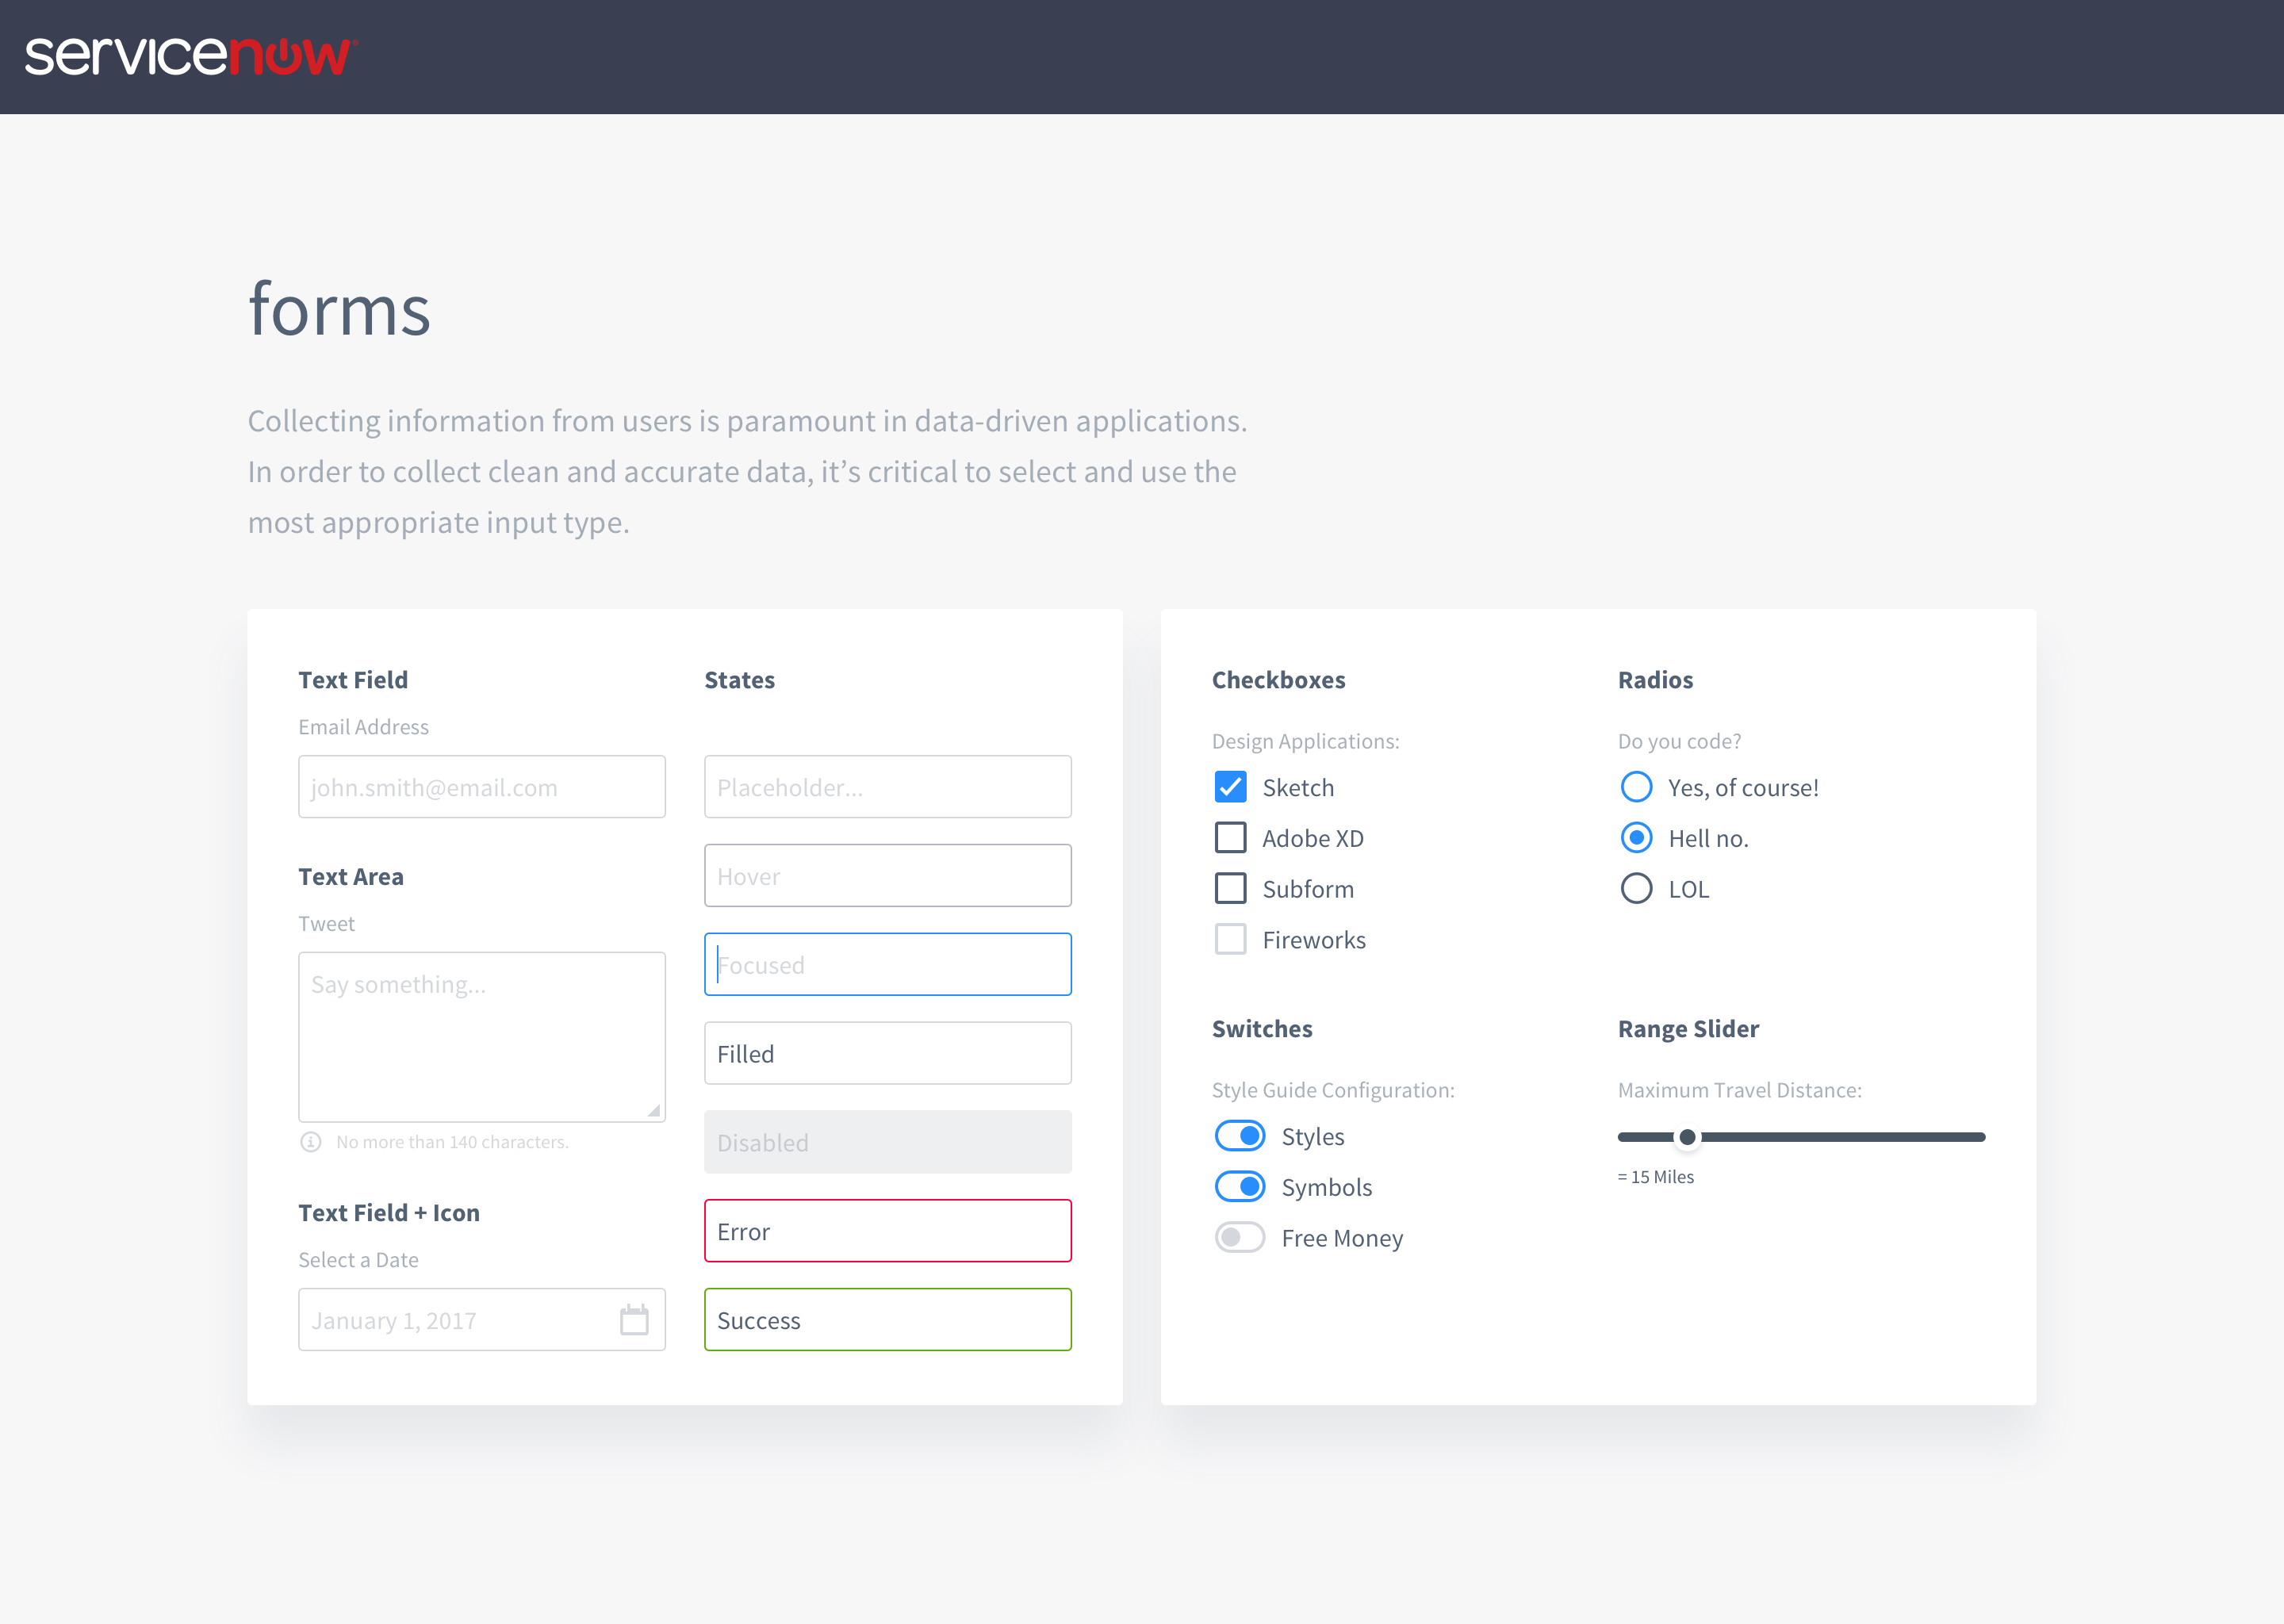 servicenow
forms
Collecting information from users is paramount in data-driven applications.
In order to collect clean and accurate data, it’s critical to select and use the
most appropriate input type.
Text Field
Email Address
john.smith@email.com
Text Area
Tweet
Say something...
No more than 140 characters.
Text Field + Icon
Select a Date
January 1, 2017
States
Placeholder...
Hover
Focused
Filled
Disabled
Error
Success
Checkboxes
Design Applications:
Sketch
Adobe XD
Subform
Fireworks
Radios
Do you code?
Yes, of course!
Hell no.
LOL
Switches
Style Guide Configuration:
Styles
Symbols
Free Money
Range Slider
Maximum Travel Distance:
= 15 Miles